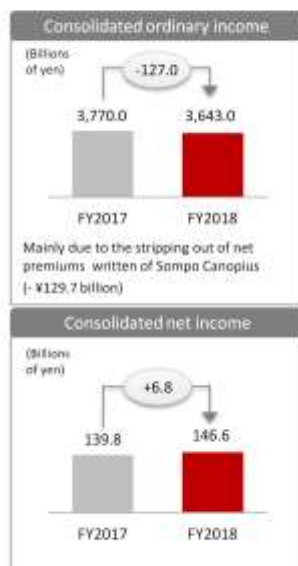 Consolidated ordinary income
(Billions
of yen)
-127.0
3,770.0 3,643.0
FY2017 FY2018
Mainly due to the stripping out of net
premiums written of Sompo Canopius
(- ¥129.7 billion)
Consolidated net income
(Billions
of yen)
+6.8
139.8 146.6
FY2017 FY2018